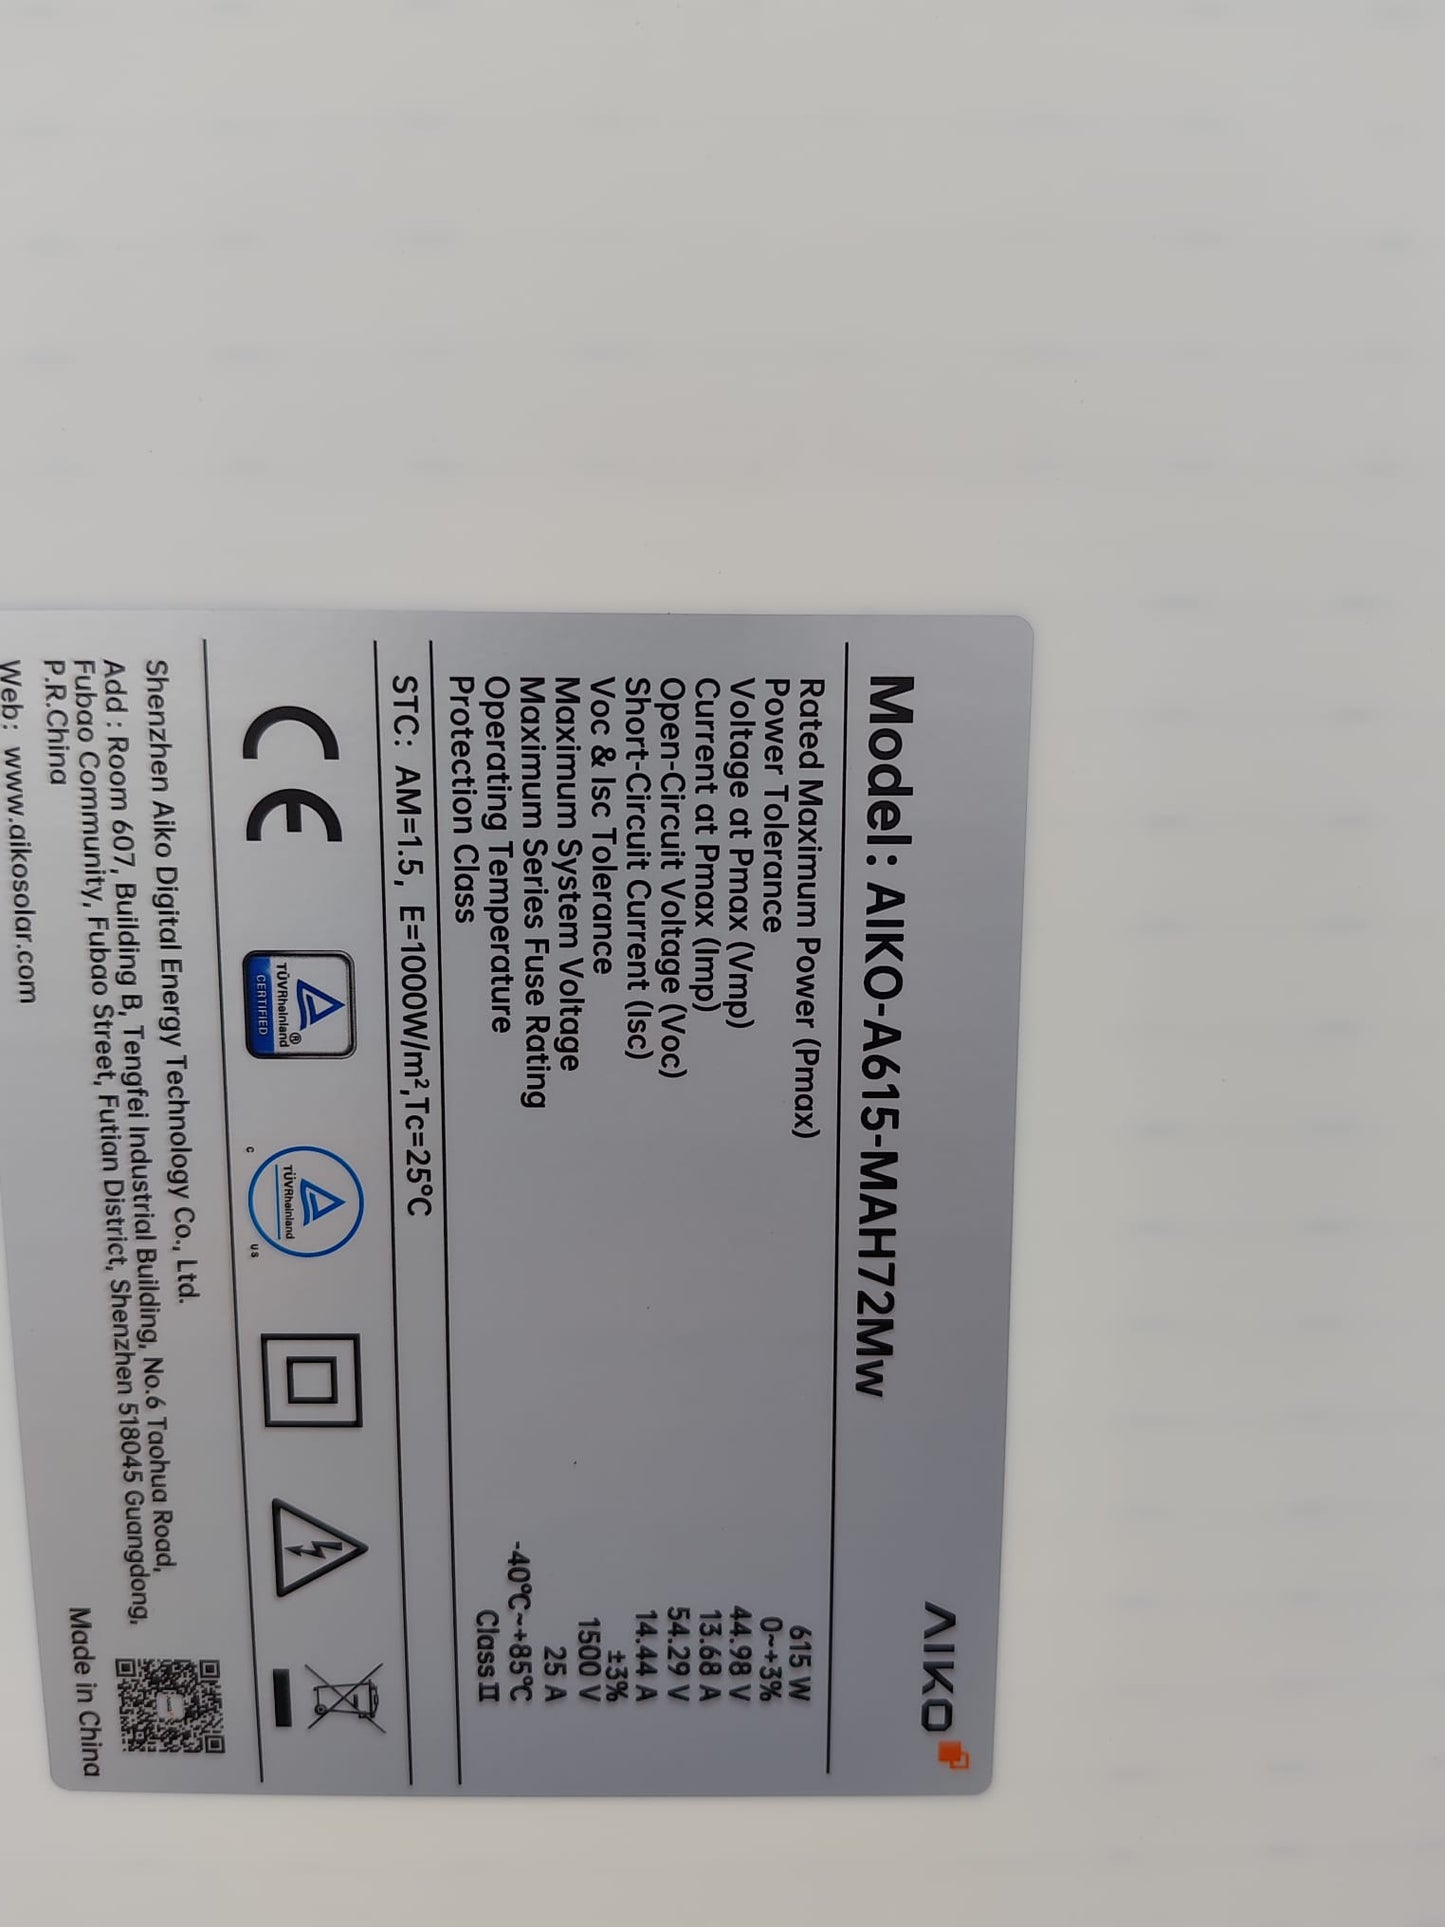 AIKO
Model: AIKO-A615-MAH72Mw
Rated Maximum Power (Pmax) 615 W
Power Tolerance 0~+3%
Voltage at Pmax (Vmp) 44.98 V
Current at Pmax (Imp) 13.68 A
Open-Circuit Voltage (Voc) 54.29 V
Short-Circuit Current (Isc) 14.44 A
Voc & Isc Tolerance ±3%
Maximum System Voltage 1500 V
Maximum Series Fuse Rating 25 A
Operating Temperature -40℃~+85℃
Protection Class Class II
STC: AM=1.5, E=1000W/m²,Tc=25℃
CE
TÜVRheinland®
CERTIFIED
TÜVRheinland
C US
Shenzhen Aiko Digital Energy Technology Co., Ltd.
Add : Room 607, Building B, Tengfei Industrial Building, No.6 Taohua Road,
Fubao Community, Fubao Street, Futian District, Shenzhen 518045 Guangdong,
P.R.China
Web: www.aikosolar.com
Made in China